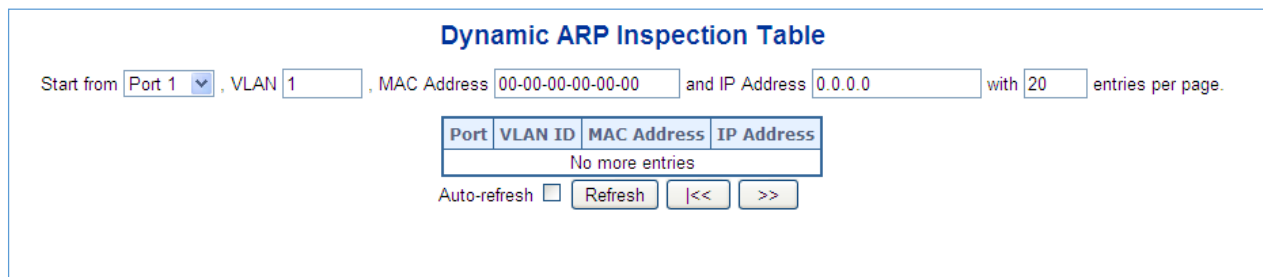 Dynamic ARP Inspection Table
Start from Port 1 , VLAN 1 , MAC Address 00-00-00-00-00-00 and IP Address 0.0.0.0 with 20 entries per page.
Port VLAN ID MAC Address IP Address
No more entries
Auto-refresh Refresh |<< >>